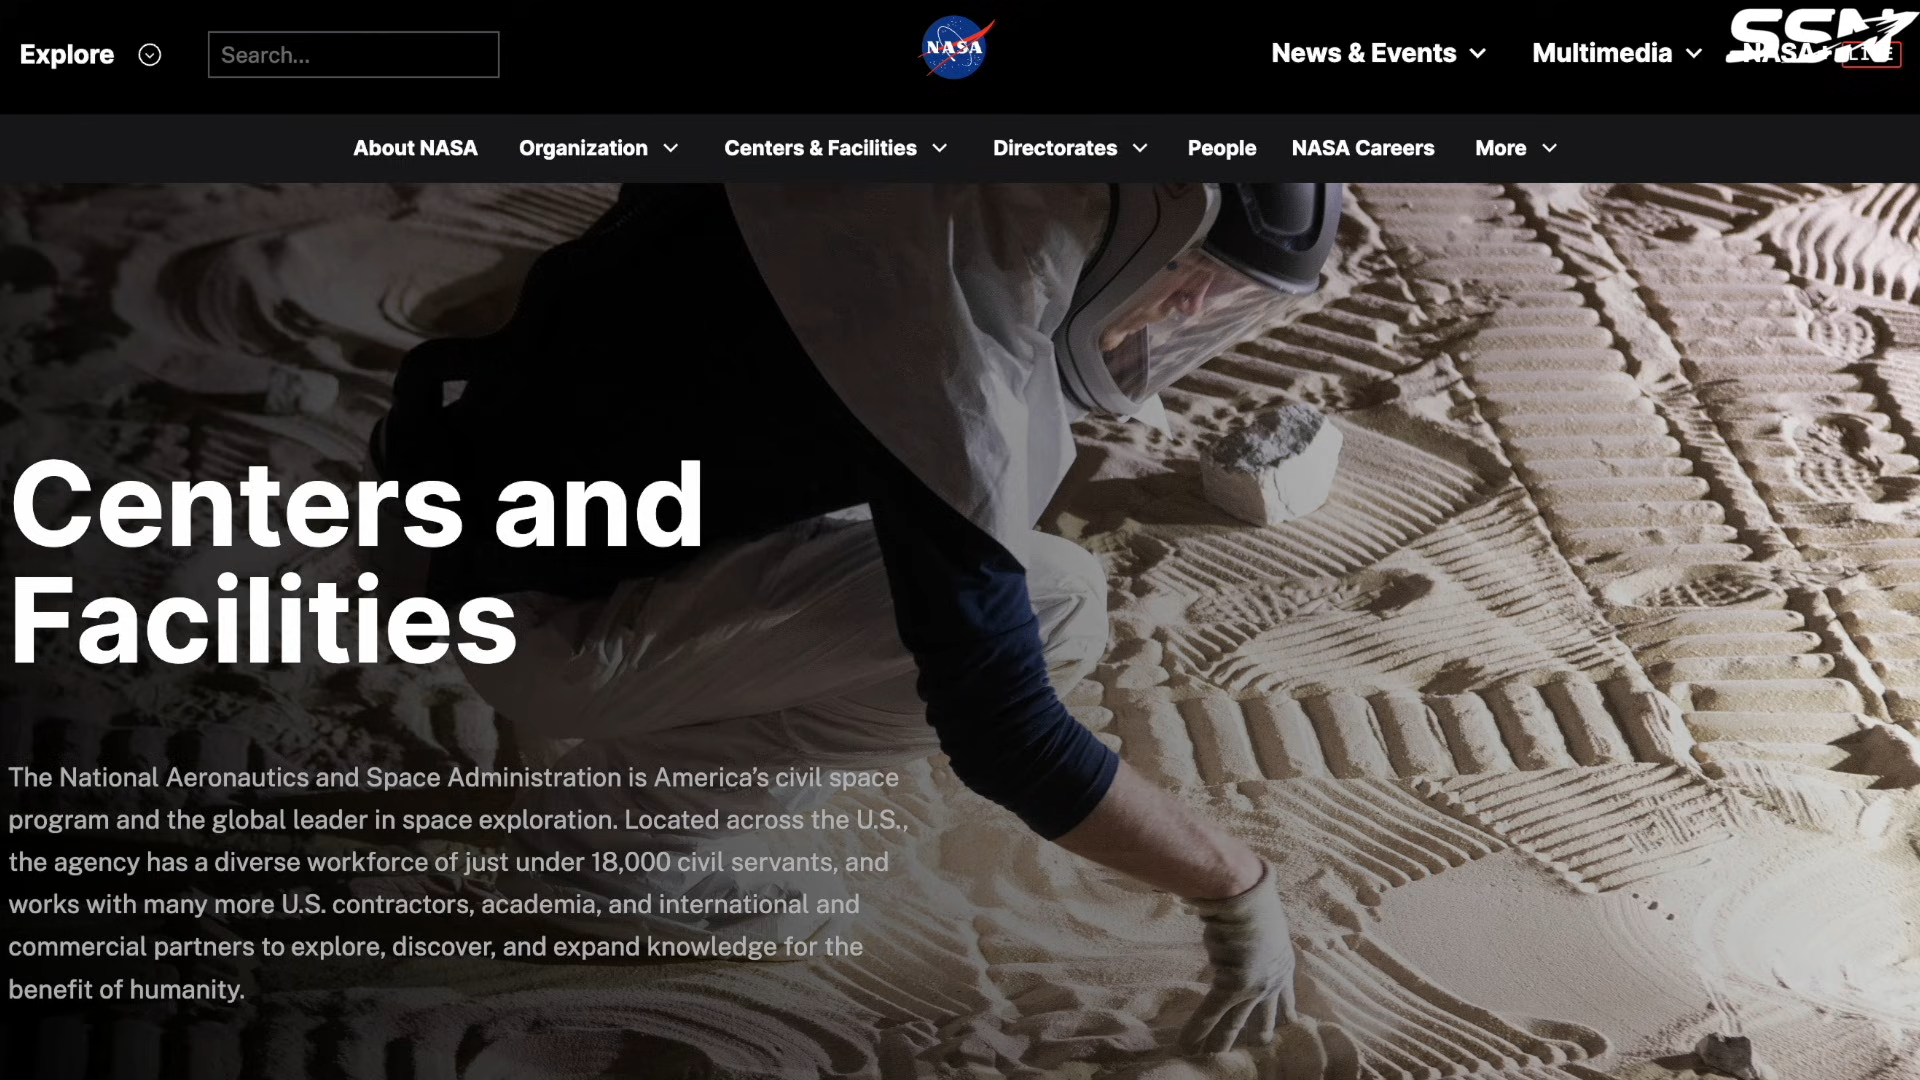 Explore
Search...
NASA
News & Events
Multimedia
SSN
NASA+
About NASA
Organization
Centers & Facilities
Directorates
People
NASA Careers
More
Centers and
Facilities
The National Aeronautics and Space Administration is America’s civil space
program and the global leader in space exploration. Located across the U.S.,
the agency has a diverse workforce of just under 18,000 civil servants, and
works with many more U.S. contractors, academia, and international and
commercial partners to explore, discover, and expand knowledge for the
benefit of humanity.